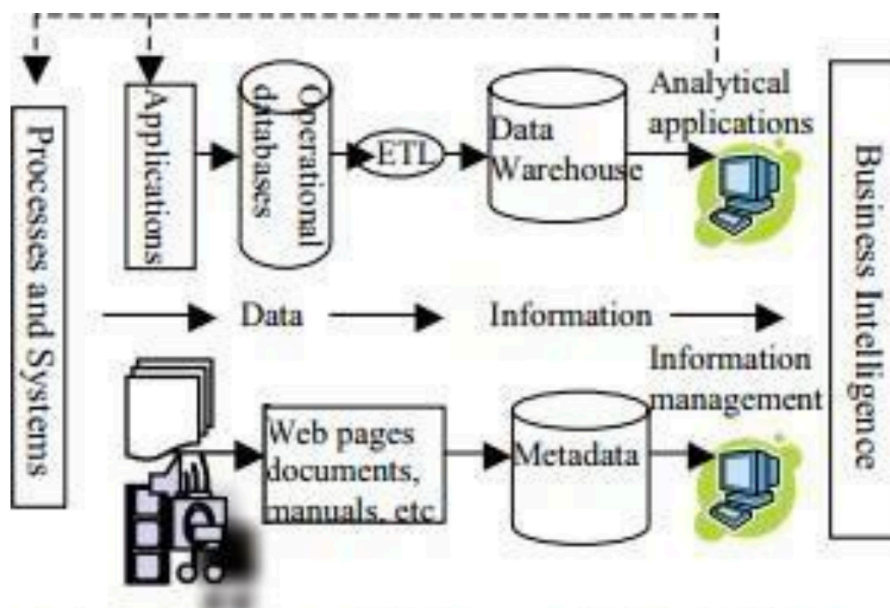 Processes and Systems
Applications
Operational
databases
ETL
Data
Warehouse
Analytical
applications
Data
Information
Web pages
documents,
manuals, etc
Metadata
Information
management
Business Intelligence